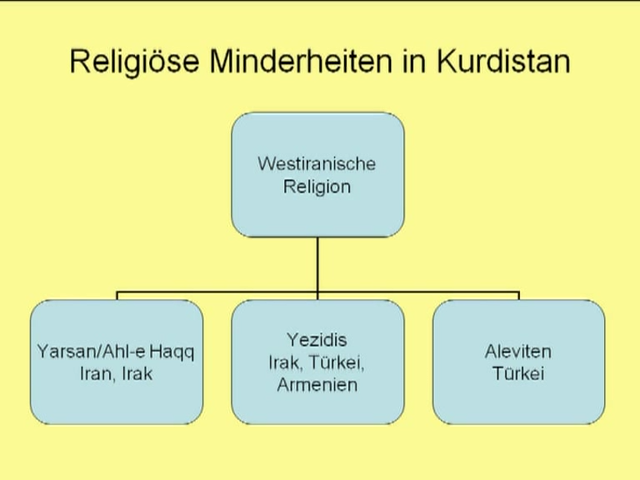 Religiöse Minderheiten in Kurdistan
Westiranische
Religion
Yarsan/Ahl-e Haqq
Iran, Irak
Yezidis
Irak, Türkei,
Armenien
Aleviten
Türkei